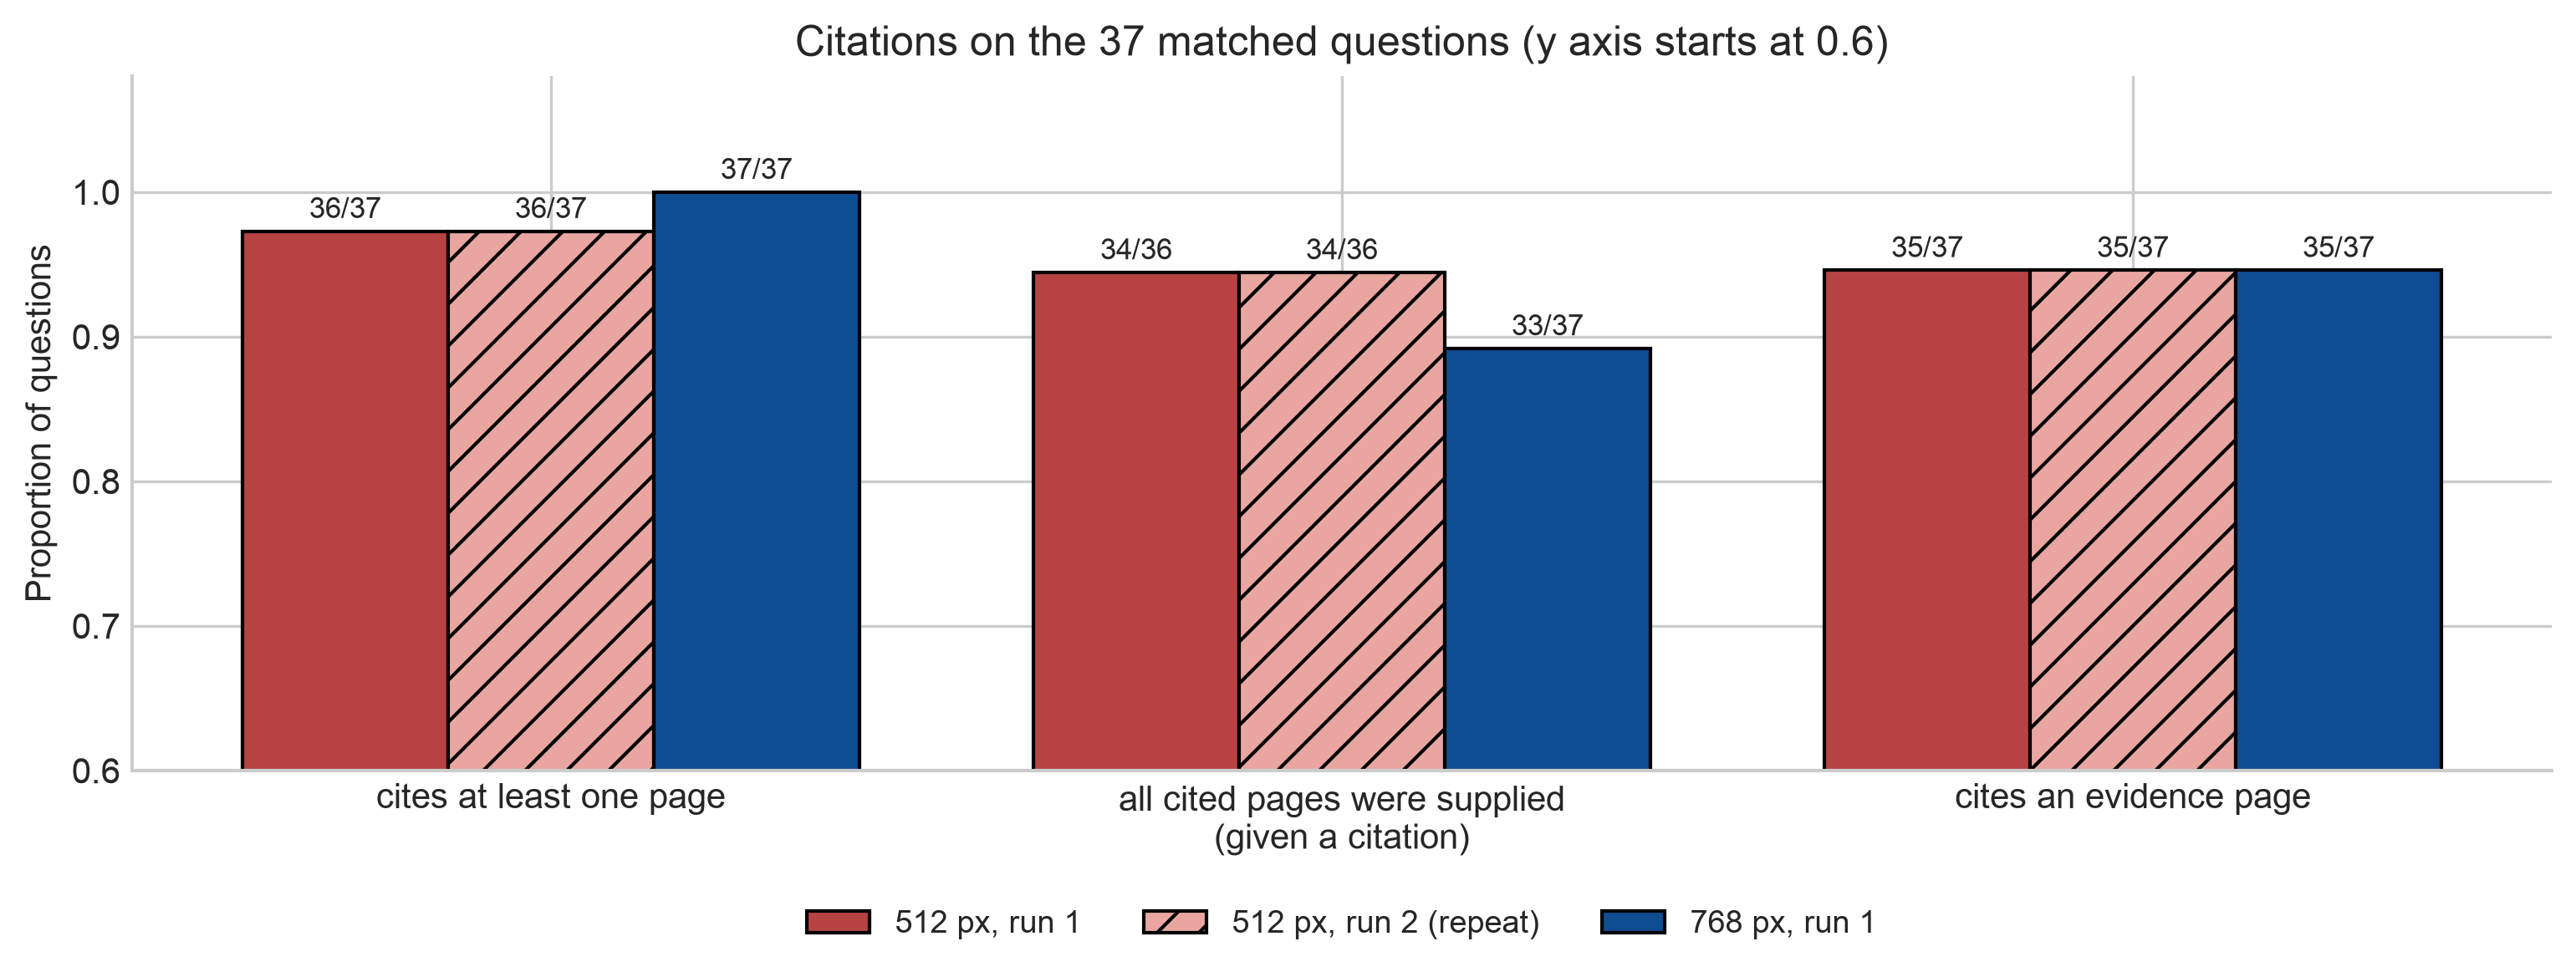 Citations on the 37 matched questions (y axis starts at 0.6)
Proportion of questions
1.0
0.9
0.8
0.7
0.6
36/37
36/37
37/37
34/36
34/36
33/37
35/37
35/37
35/37
cites at least one page
all cited pages were supplied
(given a citation)
cites an evidence page
512 px, run 1
512 px, run 2 (repeat)
768 px, run 1